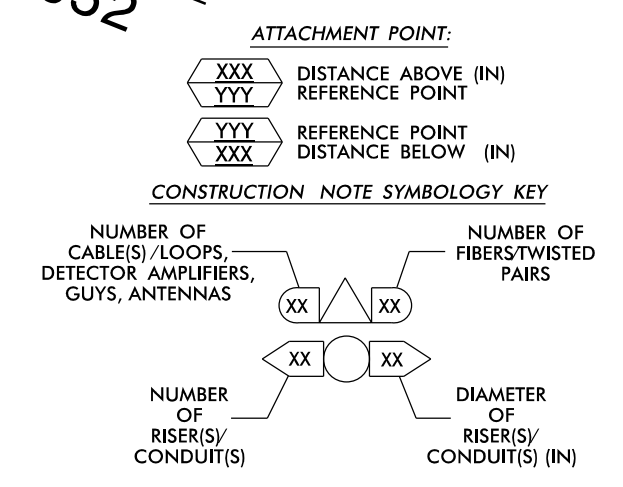 ATTACHMENT POINT:
XXX
YYY
DISTANCE ABOVE (IN)
REFERENCE POINT
YYY
XXX
REFERENCE POINT
DISTANCE BELOW (IN)
CONSTRUCTION NOTE SYMBOLOGY KEY
NUMBER OF
CABLE(S)/LOOPS,
DETECTOR AMPLIFIERS,
GUYS, ANTENNAS
NUMBER OF
FIBERS/TWISTED
PAIRS
XX
XX
XX
XX
NUMBER
OF
RISER(S)/
CONDUIT(S)
DIAMETER
OF
RISER(S)/
CONDUIT(S) (IN)